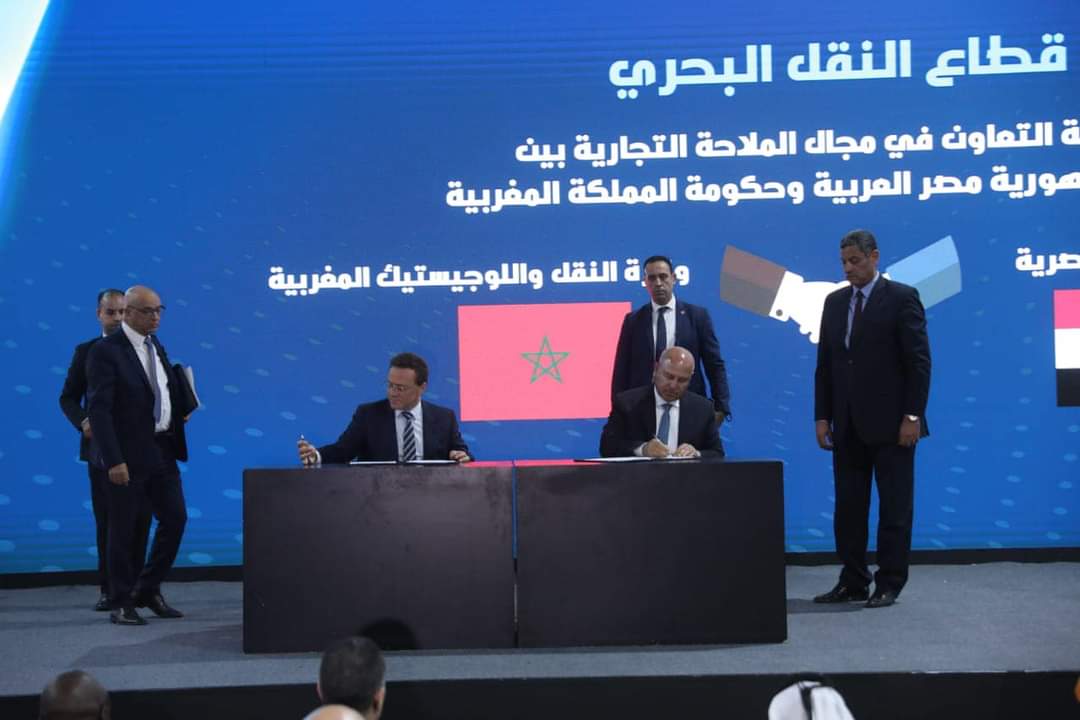 قطاع النقل البحري
التعاون في مجال الملاحة التجارية بين
مصر العربية وحكومة المملكة المغربية
النقل واللوجيستيك المغربية